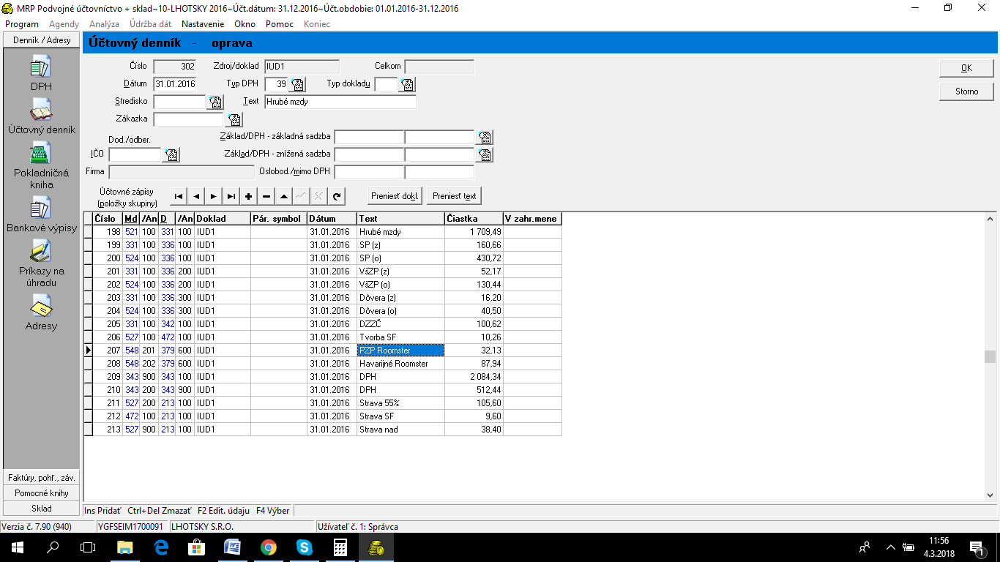 MRP Podvojné účtovníctvo + sklad~10-LHOTSKY 2016~Účt.dátum: 31.12.2016~Účt.obdobie: 01.01.2016-31.12.2016
Program Agendy Analýza Údržba dát Nastavenie Okno Pomoc Koniec
Denník / Adresy
DPH
Účtovný denník
Pokladničná
kniha
Bankové výpisy
Príkazy na
úhradu
Adresy
Faktúry, pohľ., záv.
Pomocné knihy
Sklad
Účtovný denník - oprava
Číslo 302 Zdroj/doklad IUD1 Celkom
OK
Dátum 31.01.2016 Typ DPH 39 Typ dokladu
Storno
Stredisko Text Hrubé mzdy
Zákazka
Dod./odber. Základ/DPH - základná sadzba
IČO Základ/DPH - znížená sadzba
Firma Oslobod./mimo DPH
Účtovné zápisy
(položky skupiny)
Preniesť dokl. Preniesť text
Číslo Md /An D /An Doklad Pár. symbol Dátum Text Čiastka V zahr.mene
198 521 100 331 100 IUD1 31.01.2016 Hrubé mzdy 1 709,49
199 331 100 336 100 IUD1 31.01.2016 SP (z) 160,66
200 524 100 336 100 IUD1 31.01.2016 SP (o) 430,72
201 331 100 336 200 IUD1 31.01.2016 VšZP (z) 52,17
202 524 100 336 200 IUD1 31.01.2016 VšZP (o) 130,44
203 331 100 336 300 IUD1 31.01.2016 Dôvera (z) 16,20
204 524 100 336 300 IUD1 31.01.2016 Dôvera (o) 40,50
205 331 100 342 100 IUD1 31.01.2016 DZZČ 100,62
206 527 100 472 100 IUD1 31.01.2016 Tvorba SF 10,26
207 548 201 379 600 IUD1 31.01.2016 PZP Roomster 32,13
208 548 202 379 600 IUD1 31.01.2016 Havarijné Roomster 87,94
209 343 900 343 100 IUD1 31.01.2016 DPH 2 084,34
210 343 200 343 900 IUD1 31.01.2016 DPH 512,44
211 527 200 213 100 IUD1 31.01.2016 Strava 55% 105,60
212 472 100 213 100 IUD1 31.01.2016 Strava SF 9,60
213 527 900 213 100 IUD1 31.01.2016 Strava nad 38,40
Ins Pridať Ctrl+Del Zmazať F2 Edit. údaju F4 Výber
Verzia č. 7.90 (940) YGFSEIM1700091 LHOTSKY S.R.O. Užívateľ č. 1: Správca
11:56
4.3.2018
1